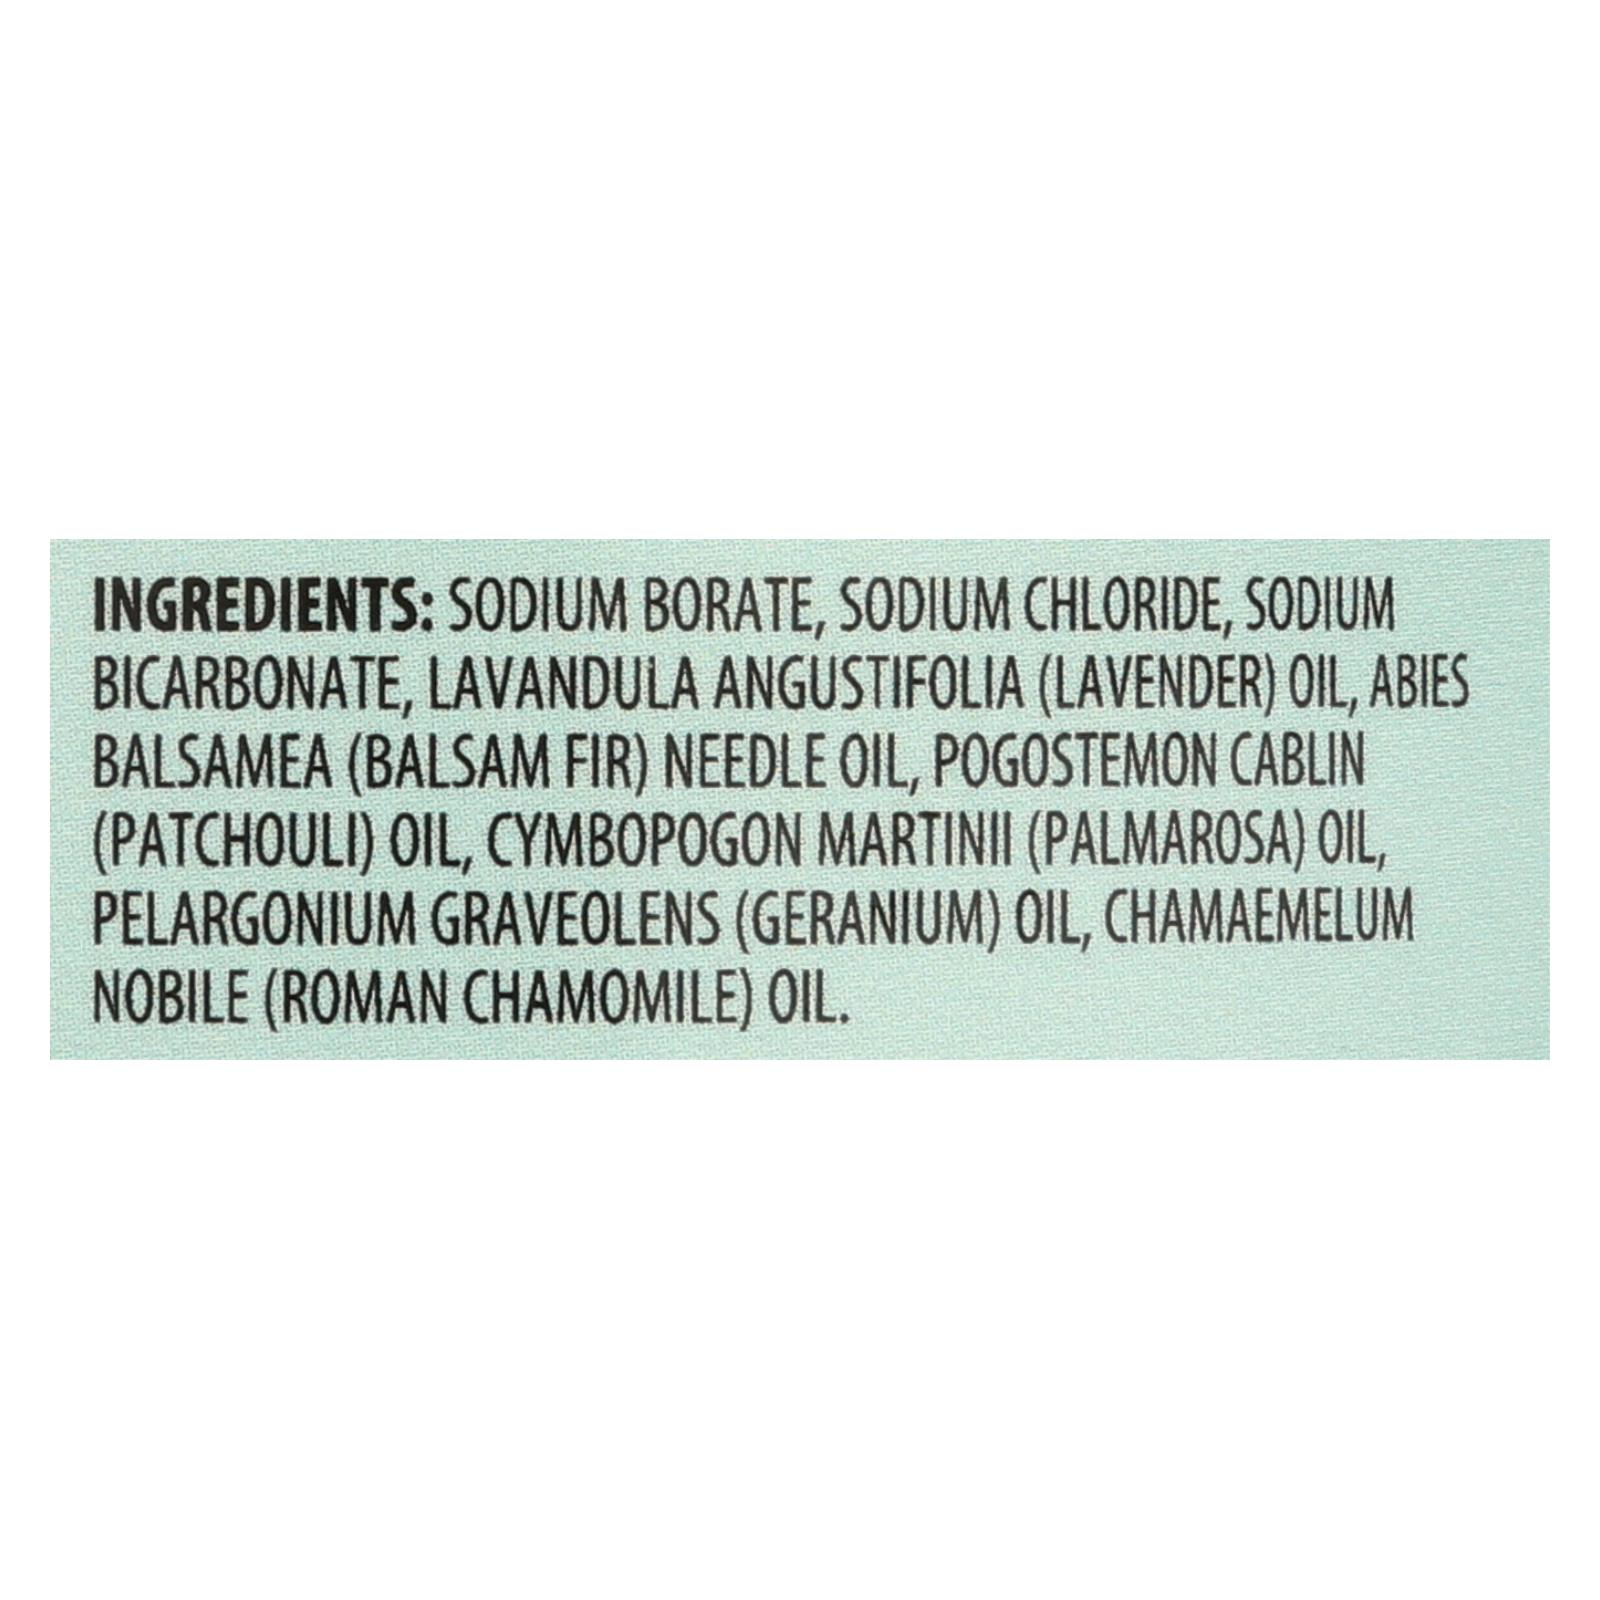 INGREDIENTS: SODIUM BORATE, SODIUM CHLORIDE, SODIUM
BICARBONATE, LAVANDULA ANGUSTIFOLIA (LAVENDER) OIL, ABIES
BALSAMEA (BALSAM FIR) NEEDLE OIL, POGOSTEMON CABLIN
(PATCHOULI) OIL, CYMBOPOGON MARTINII (PALMAROSA) OIL,
PELARGONIUM GRAVEOLENS (GERANIUM) OIL, CHAMAEMELUM
NOBILE (ROMAN CHAMOMILE) OIL.